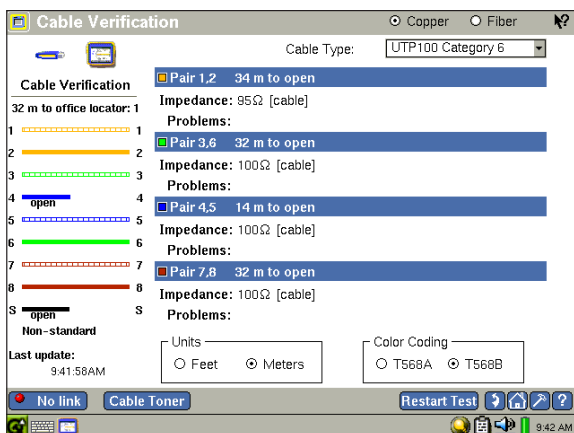 Cable Verification
Copper Fiber
Cable Type: UTP100 Category 6
Cable Verification
32 m to office locator: 1
1 1
2 2
3 3
4 open 4
5 5
6 6
7 7
8 8
S open S
Non-standard
Last update:
9:41:58AM
Pair 1,2 34 m to open
Impedance: 95Ω [cable]
Problems:
Pair 3,6 32 m to open
Impedance: 100Ω [cable]
Problems:
Pair 4,5 14 m to open
Impedance: 100Ω [cable]
Problems:
Pair 7,8 32 m to open
Impedance: 100Ω [cable]
Problems:
Units
Feet Meters
Color Coding
T568A T568B
No link Cable Toner Restart Test ?
9:42 AM